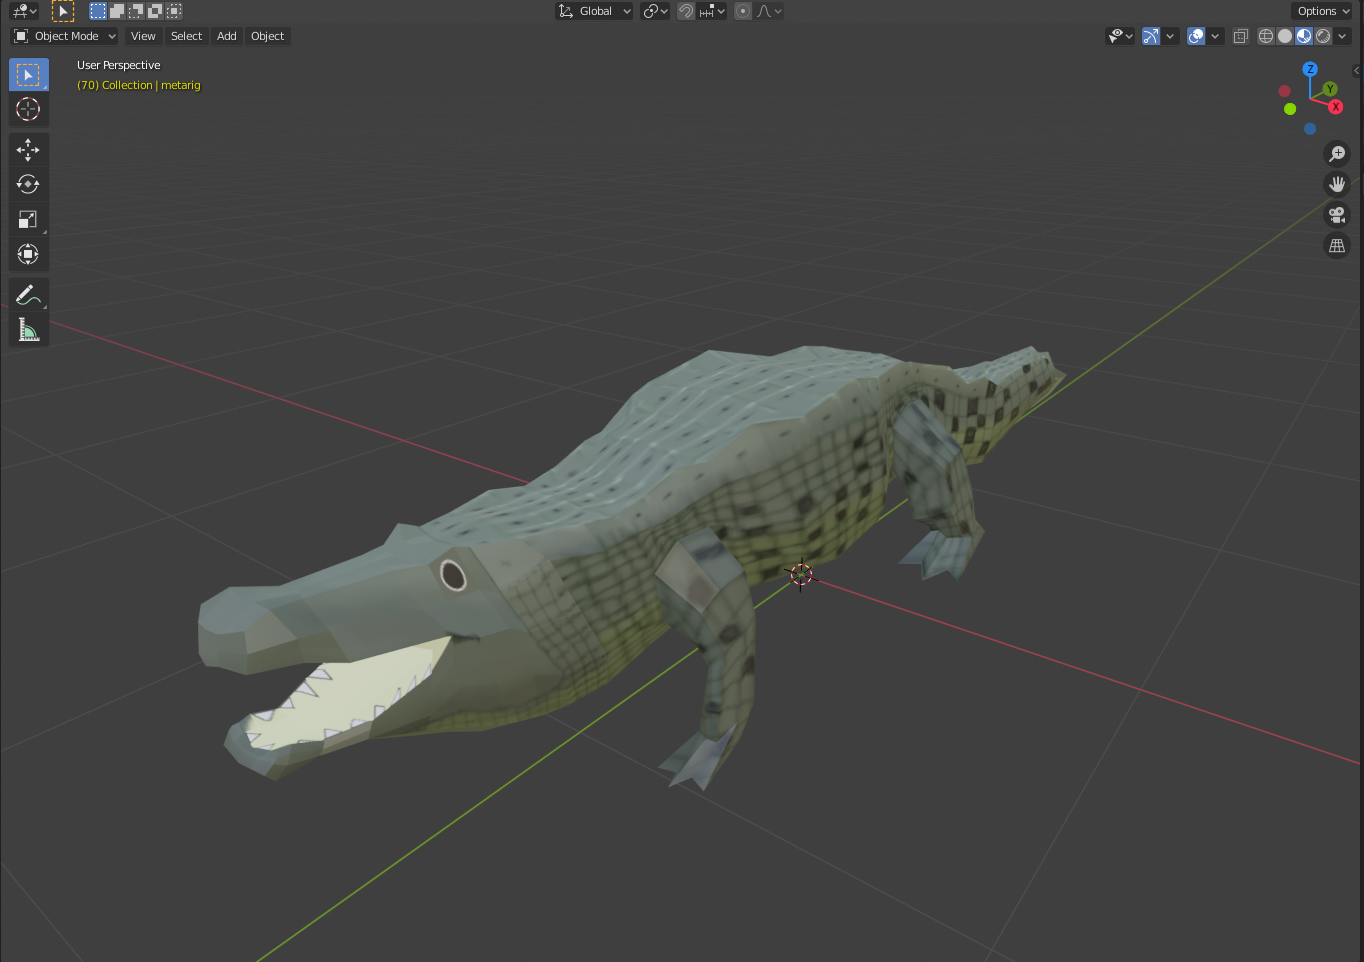 Global
Options
Object Mode
View
Select
Add
Object
User Perspective
(70) Collection | metarig
Z
Y
X